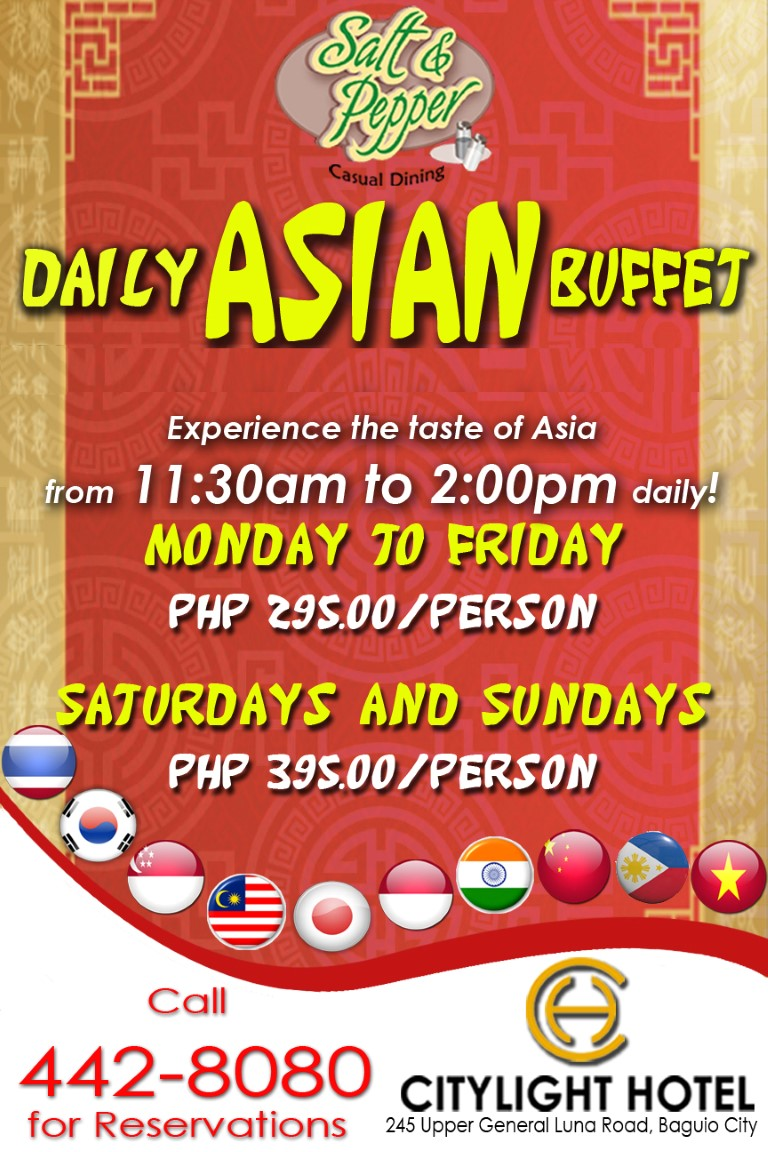 Salt &
Pepper
Casual Dining
DAILY ASIAN BUFFET
Experience the taste of Asia
from 11:30am to 2:00pm daily!
MONDAY TO FRIDAY
PHP 295.00/PERSON
SATURDAYS AND SUNDAYS
PHP 395.00/PERSON
Call
442-8080
for Reservations
CITYLIGHT HOTEL
245 Upper General Luna Road, Baguio City